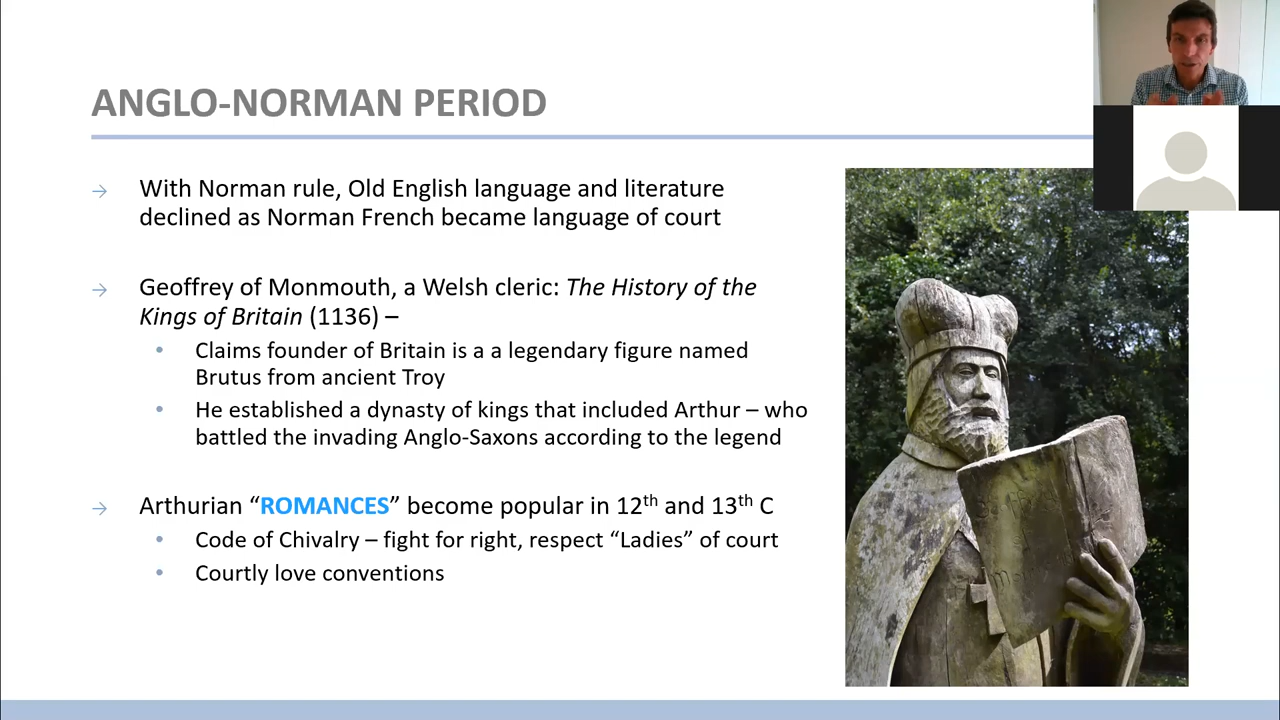 ANGLO-NORMAN PERIOD
With Norman rule, Old English language and literature
declined as Norman French became language of court
Geoffrey of Monmouth, a Welsh cleric: The History of the
Kings of Britain (1136) –
Claims founder of Britain is a a legendary figure named
Brutus from ancient Troy
He established a dynasty of kings that included Arthur – who
battled the invading Anglo-Saxons according to the legend
Arthurian “ROMANCES” become popular in 12th and 13th C
Code of Chivalry – fight for right, respect “Ladies” of court
Courtly love conventions